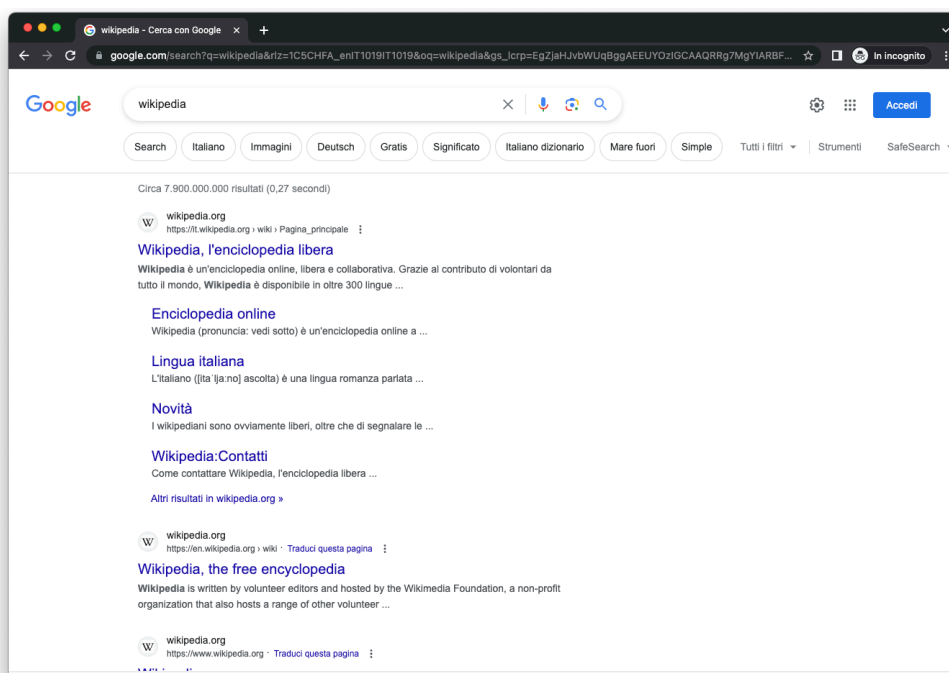 wikipedia - Cerca con Google
google.com/search?q=wikipedia&rlz=1C5CHFA_enIT1019IT1019&oq=wikipedia&gs_lcrp=EgZjaHJvbWUqBggAEEUYOzIGCAAQRRg7MgYIARBF...
In incognito
Google
wikipedia
Accedi
Search Italiano Immagini Deutsch Gratis Significato Italiano dizionario Mare fuori Simple Tutti i filtri Strumenti SafeSearch
Circa 7.900.000.000 risultati (0,27 secondi)
W
wikipedia.org
https://it.wikipedia.org › wiki › Pagina_principale
Wikipedia, l'enciclopedia libera
Wikipedia è un'enciclopedia online, libera e collaborativa. Grazie al contributo di volontari da
tutto il mondo, Wikipedia è disponibile in oltre 300 lingue ...
Enciclopedia online
Wikipedia (pronuncia: vedi sotto) è un'enciclopedia online a ...
Lingua italiana
L'italiano ([itaˈljaːno] ascolta) è una lingua romanza parlata ...
Novità
I wikipediani sono ovviamente liberi, oltre che di segnalare le ...
Wikipedia:Contatti
Come contattare Wikipedia, l'enciclopedia libera ...
Altri risultati in wikipedia.org »
W
wikipedia.org
https://en.wikipedia.org › wiki · Traduci questa pagina
Wikipedia, the free encyclopedia
Wikipedia is written by volunteer editors and hosted by the Wikimedia Foundation, a non-profit
organization that also hosts a range of other volunteer ...
W
wikipedia.org
https://www.wikipedia.org · Traduci questa pagina